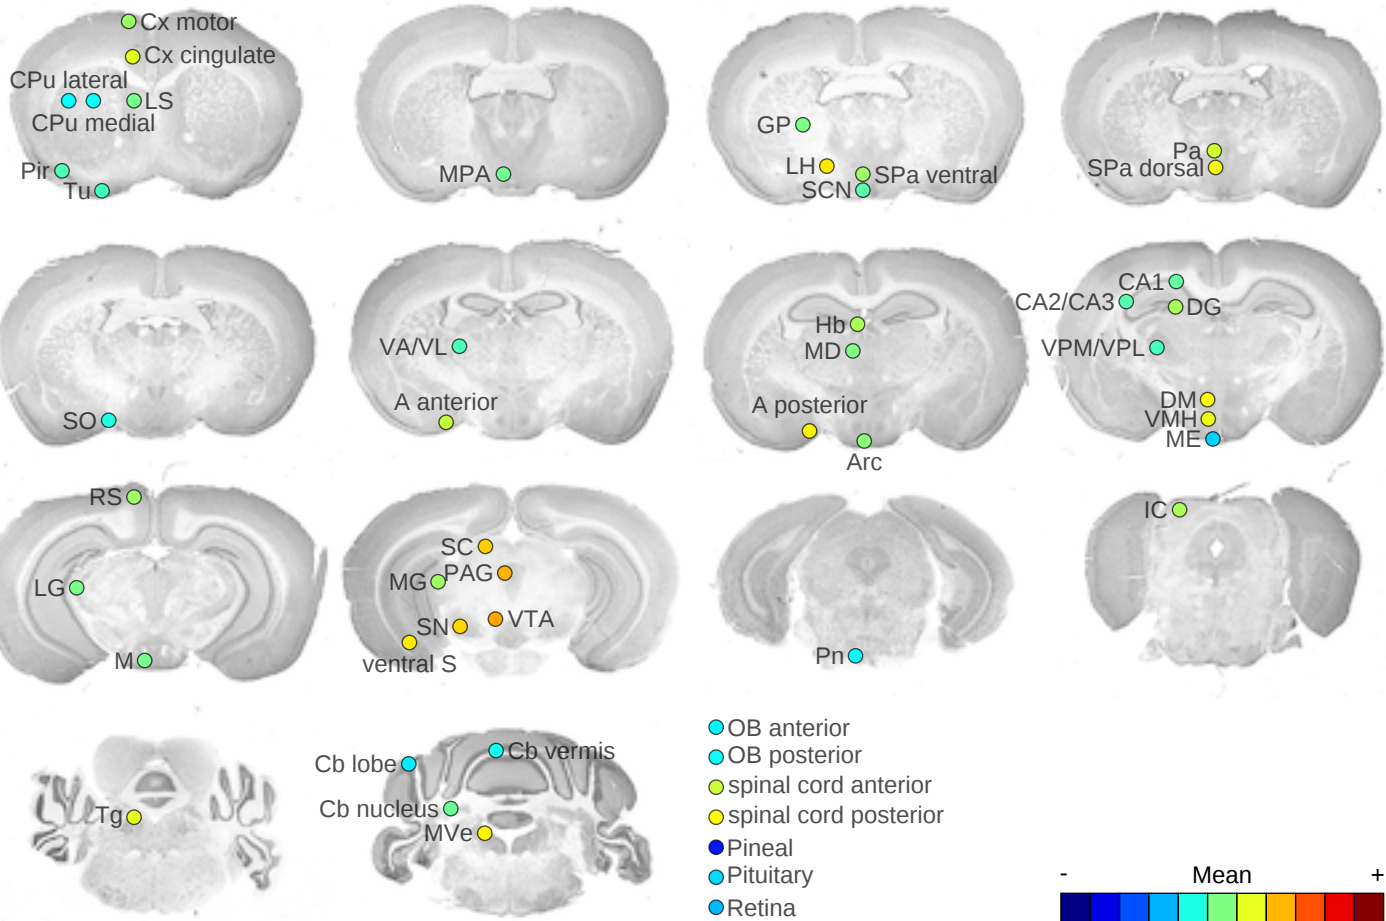 Cx motor
Cx cingulate
CPu lateral
LS
CPu medial
Pir
Tu
MPA
GP
LH
SPa ventral
SCN
Pa
SPa dorsal
SO
VA/VL
A anterior
Hb
MD
A posterior
Arc
CA1
CA2/CA3
DG
VPM/VPL
DM
VMH
ME
RS
LG
M
SC
PAG
MG
SN
VTA
ventral S
Pn
IC
Tg
Cb lobe
Cb vermis
Cb nucleus
MVe
OB anterior
OB posterior
spinal cord anterior
spinal cord posterior
Pineal
Pituitary
Retina
- Mean +